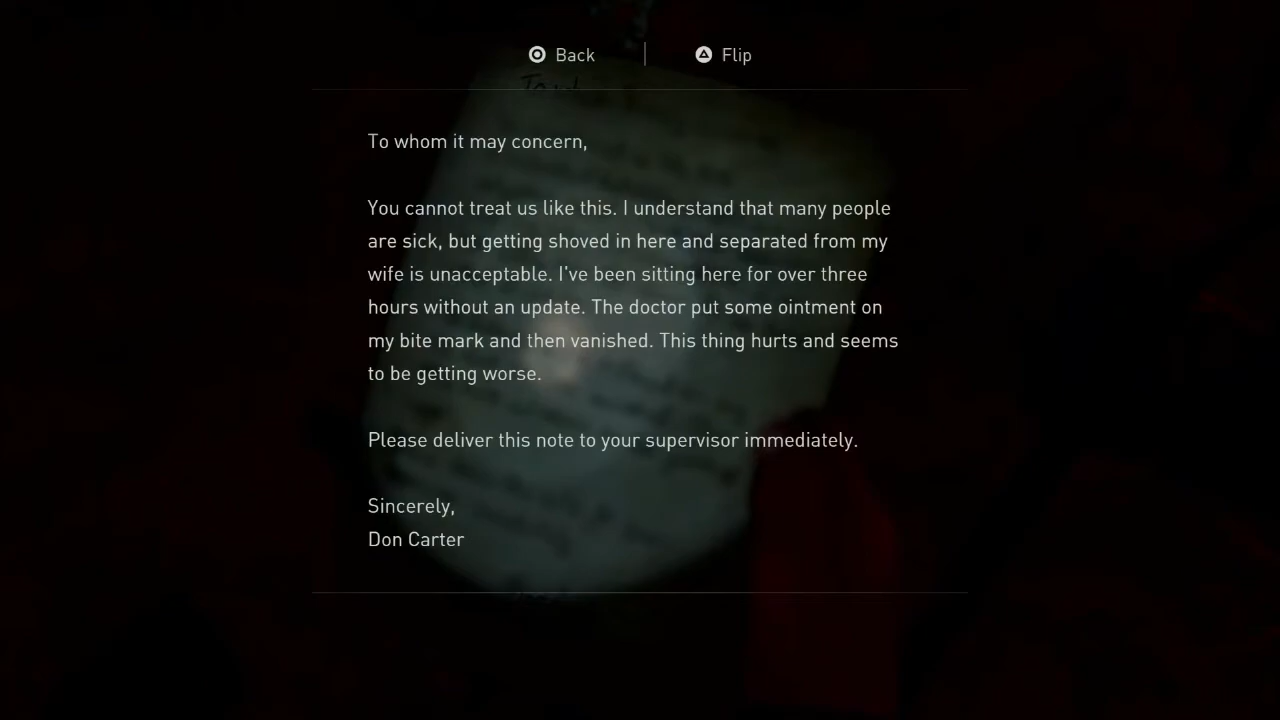 Back
Flip
To whom it may concern,
You cannot treat us like this. I understand that many people
are sick, but getting shoved in here and separated from my
wife is unacceptable. I've been sitting here for over three
hours without an update. The doctor put some ointment on
my bite mark and then vanished. This thing hurts and seems
to be getting worse.
Please deliver this note to your supervisor immediately.
Sincerely,
Don Carter